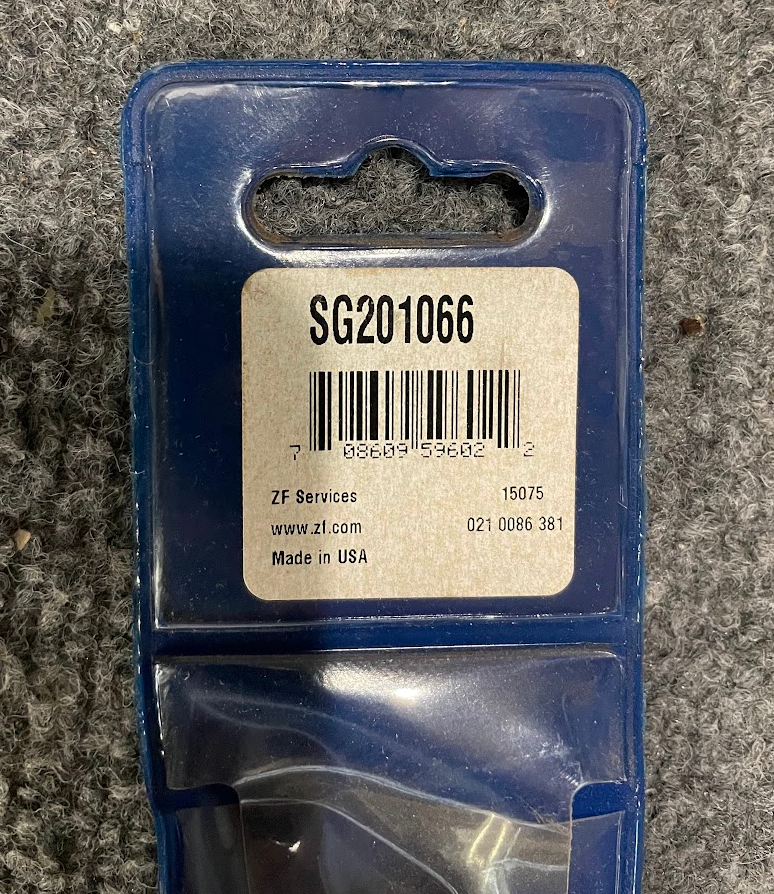 SG201066
7 08609 59602 2
ZF Services 15075
www.zf.com 021 0086 381
Made in USA